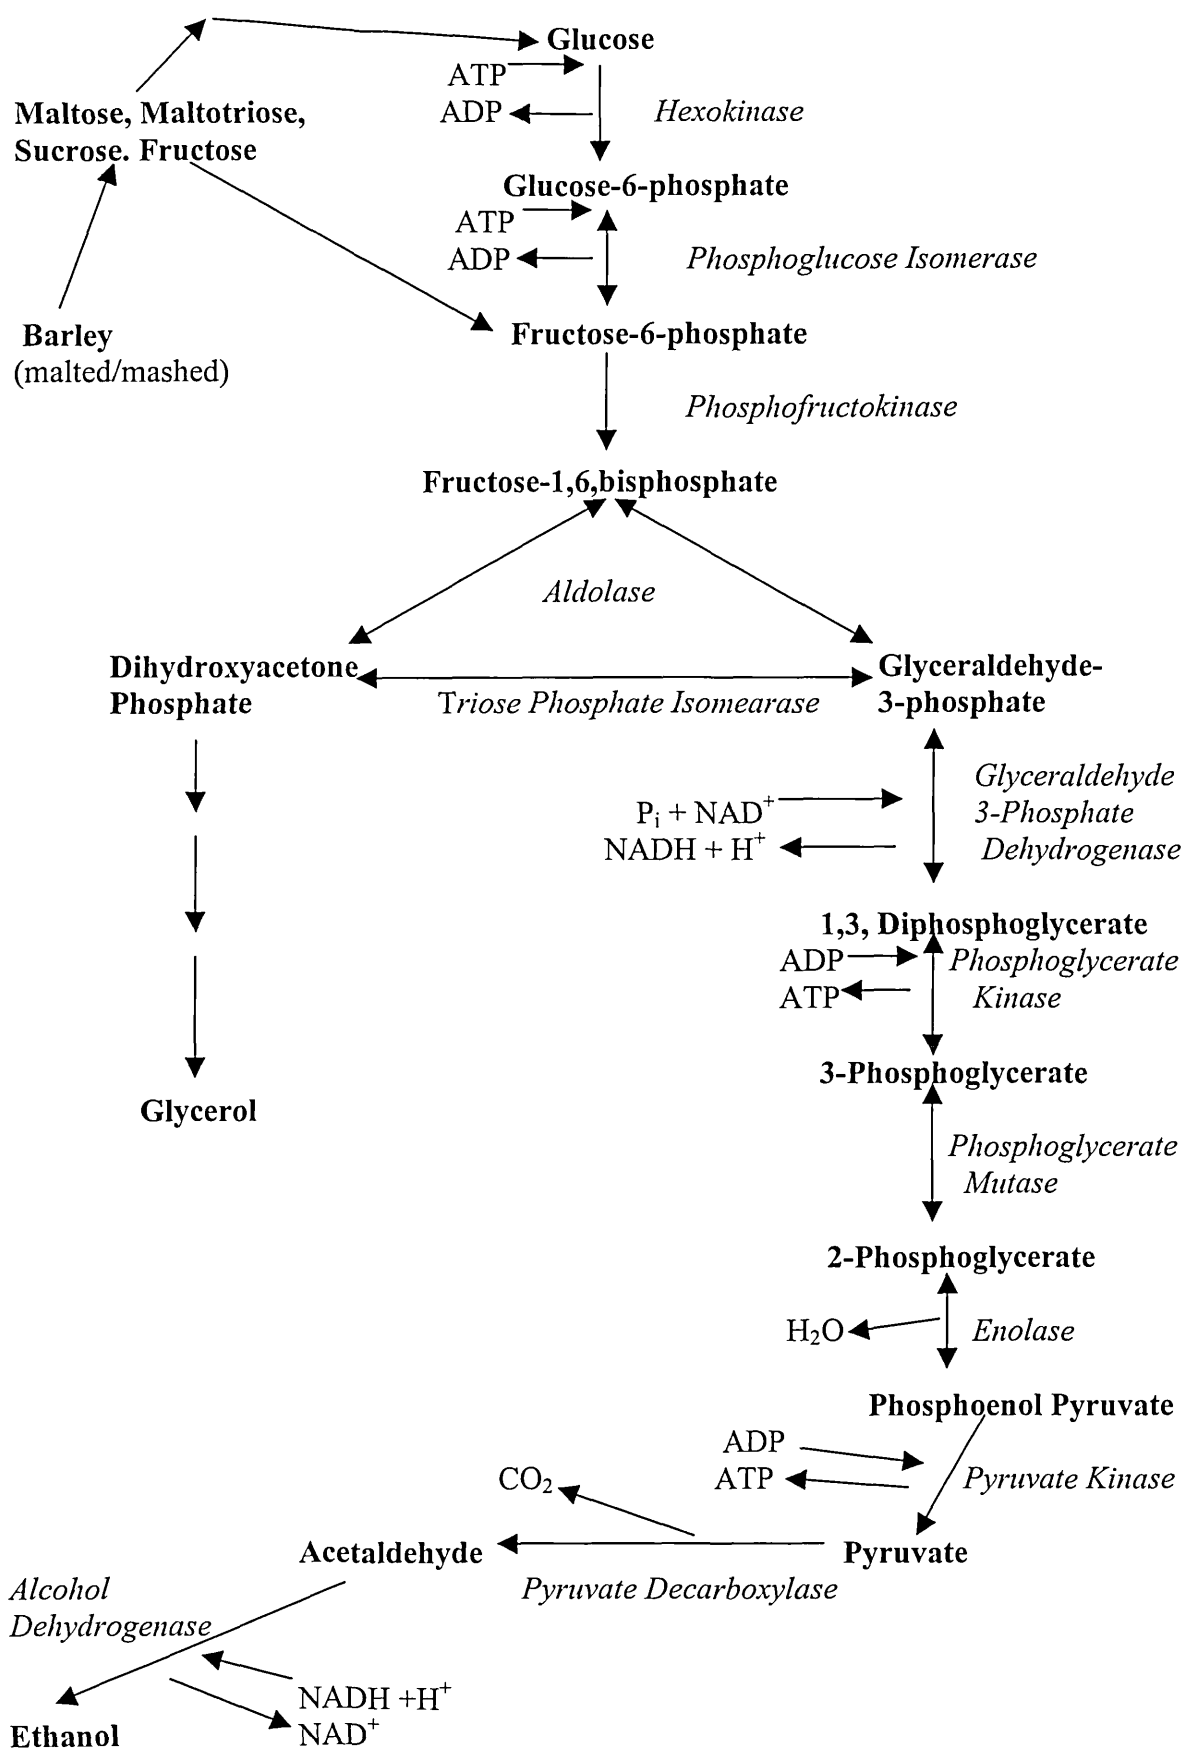 Glucose
ATP
ADP
Hexokinase
Maltose, Maltotriose,
Sucrose. Fructose
Glucose-6-phosphate
ATP
ADP
Phosphoglucose Isomerase
Barley
(malted/mashed)
Fructose-6-phosphate
Phosphofructokinase
Fructose-1,6,bisphosphate
Aldolase
Dihydroxyacetone
Phosphate
Triose Phosphate Isomearase
Glyceraldehyde-
3-phosphate
Glyceraldehyde
3-Phosphate
Dehydrogenase
Pᵢ + NAD⁺
NADH + H⁺
1,3, Diphosphoglycerate
ADP
ATP
Phosphoglycerate
Kinase
3-Phosphoglycerate
Glycerol
Phosphoglycerate
Mutase
2-Phosphoglycerate
H₂O
Enolase
Phosphoenol Pyruvate
ADP
ATP
Pyruvate Kinase
CO₂
Acetaldehyde
Pyruvate
Pyruvate Decarboxylase
Alcohol
Dehydrogenase
NADH +H⁺
NAD⁺
Ethanol